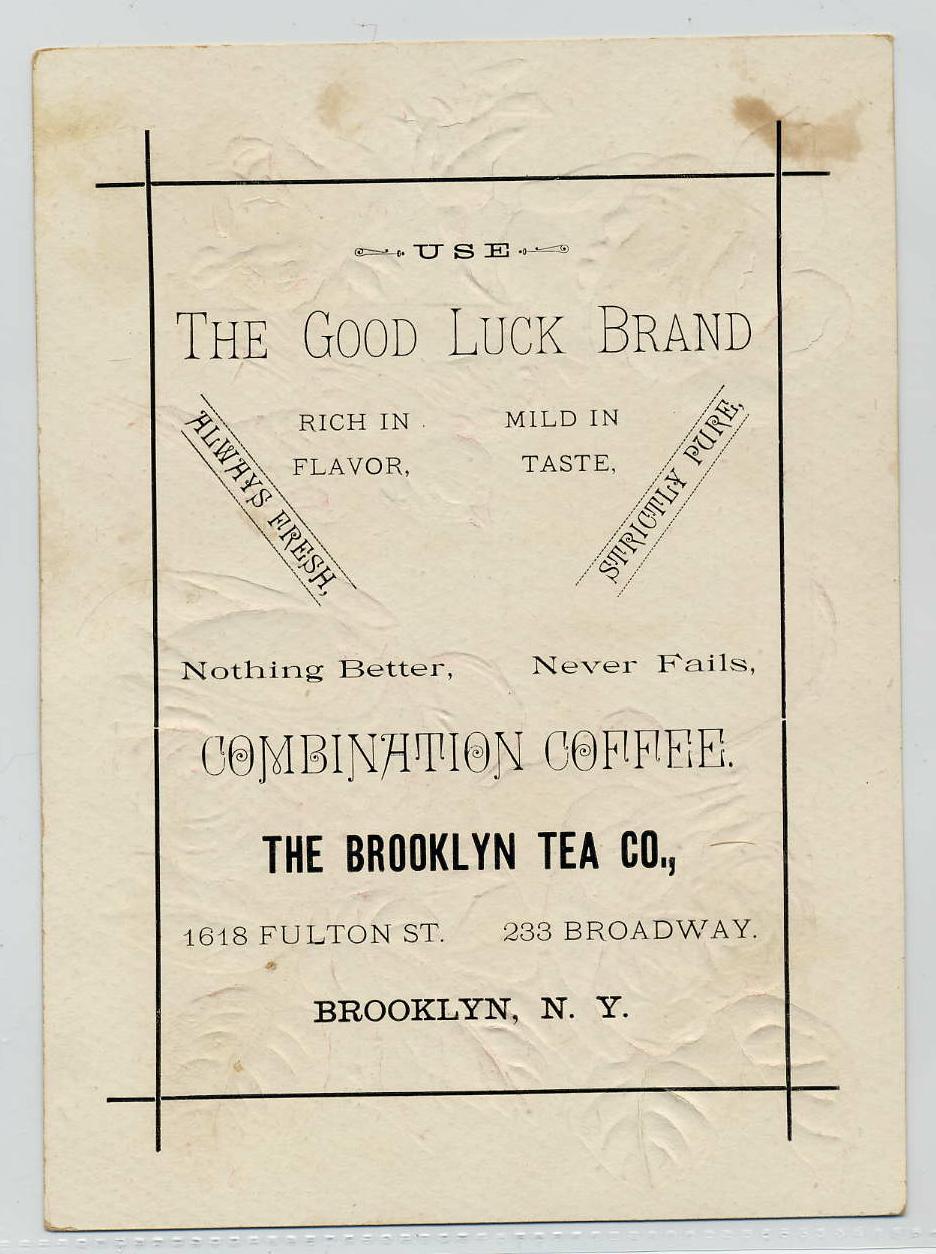 USE
THE GOOD LUCK BRAND
RICH IN FLAVOR,
MILD IN TASTE,
ALWAYS FRESH,
STRICTLY PURE,
Nothing Better, Never Fails,
COMBINATION COFFEE.
THE BROOKLYN TEA CO.,
1618 FULTON ST. 233 BROADWAY.
BROOKLYN, N. Y.